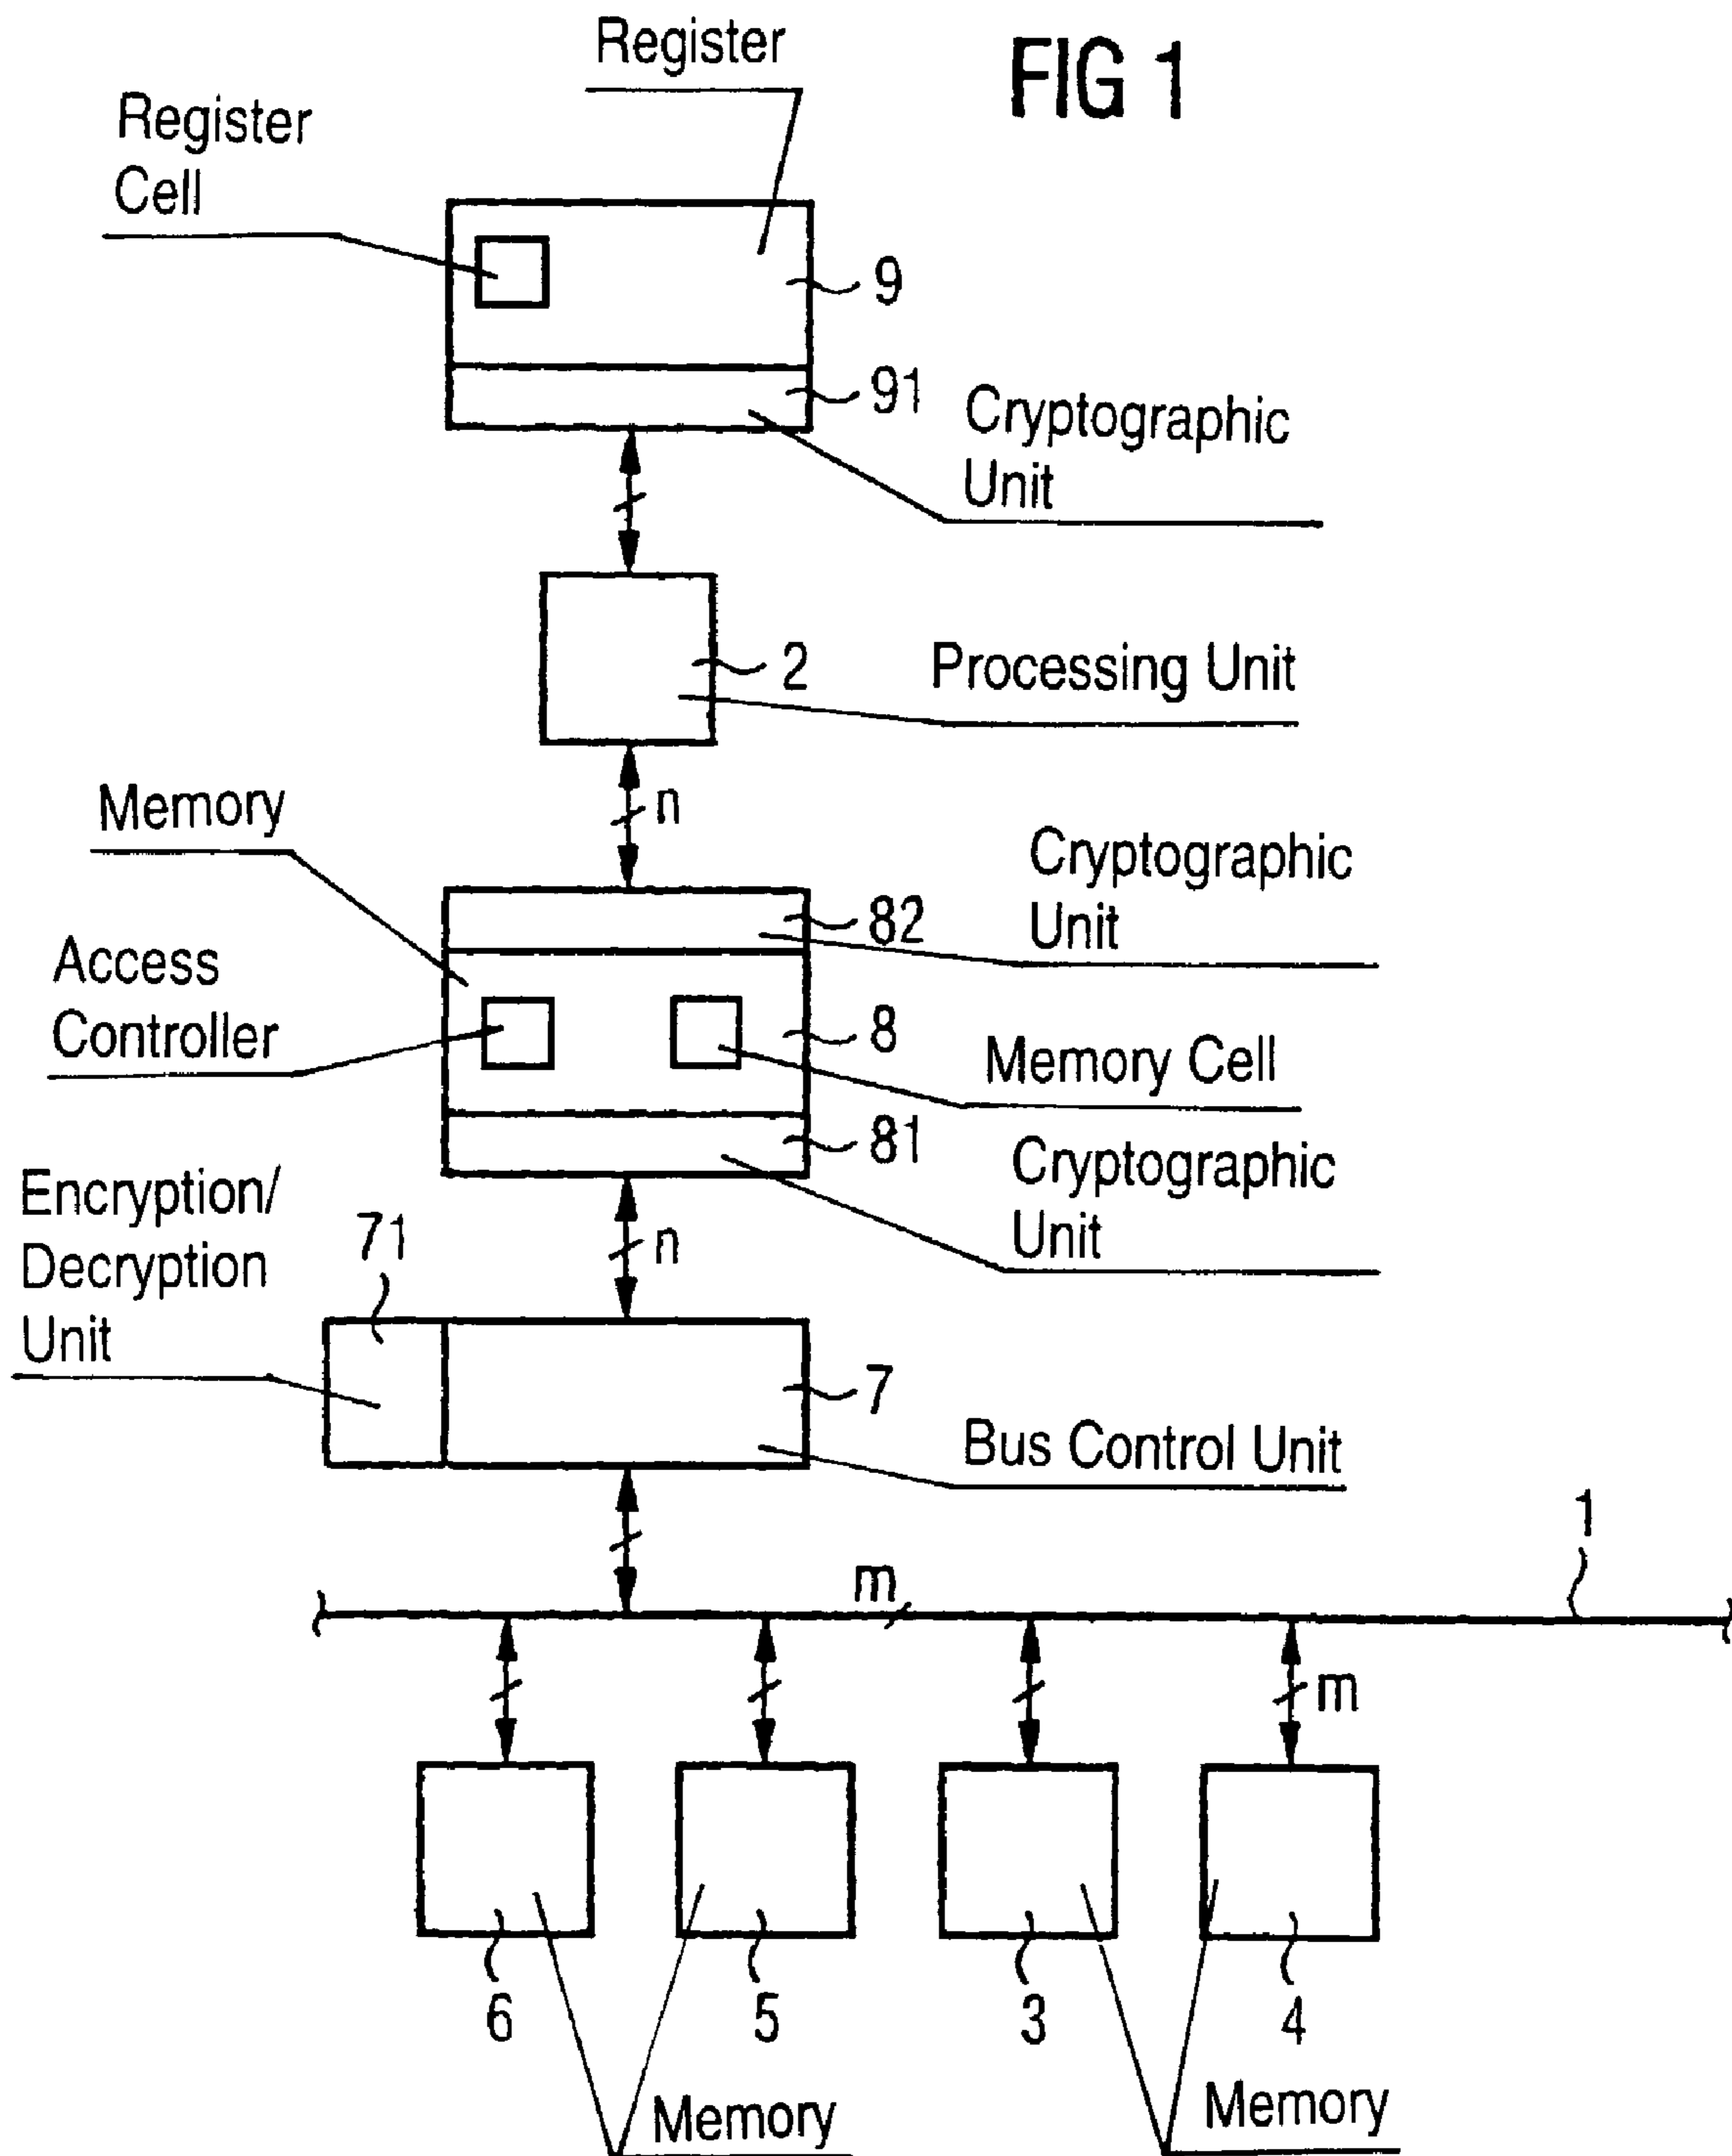 Register
FIG 1
Register
Cell
9
91
Cryptographic
Unit
2
Processing Unit
n
Memory
Cryptographic
Unit
82
Access
Controller
8
Memory Cell
81
Cryptographic
Unit
Encryption/
Decryption
Unit
71
n
7
Bus Control Unit
1
m
m
6
5
3
4
Memory
Memory